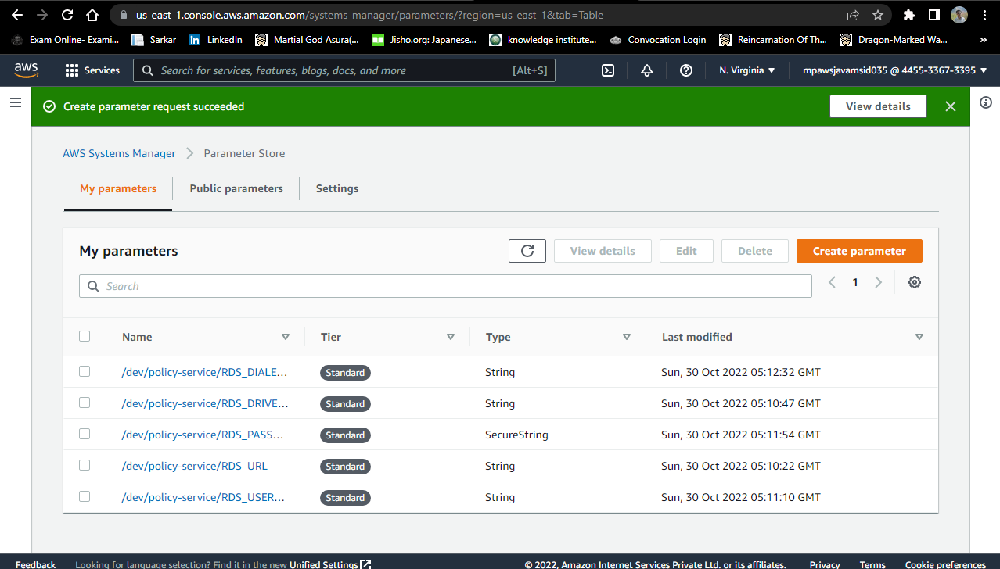 us-east-1.console.aws.amazon.com/systems-manager/parameters/?region=us-east-1&tab=Table
Exam Online- Exami... Sarkar LinkedIn Martial God Asura(... Jisho.org: Japanese... knowledge institute... Convocation Login Reincarnation Of Th... Dragon-Marked Wa... »
aws Services Search for services, features, blogs, docs, and more [Alt+S] N. Virginia mpawsjavamsid035 @ 4455-3367-3395
Create parameter request succeeded View details
AWS Systems Manager Parameter Store
My parameters Public parameters Settings
My parameters View details Edit Delete Create parameter
Search 1
Name Tier Type Last modified
/dev/policy-service/RDS_DIALE... Standard String Sun, 30 Oct 2022 05:12:32 GMT
/dev/policy-service/RDS_DRIVE... Standard String Sun, 30 Oct 2022 05:10:47 GMT
/dev/policy-service/RDS_PASS... Standard SecureString Sun, 30 Oct 2022 05:11:54 GMT
/dev/policy-service/RDS_URL Standard String Sun, 30 Oct 2022 05:10:22 GMT
/dev/policy-service/RDS_USER... Standard String Sun, 30 Oct 2022 05:11:10 GMT
Feedback Looking for language selection? Find it in the new Unified Settings © 2022, Amazon Internet Services Private Ltd. or its affiliates. Privacy Terms Cookie preferences